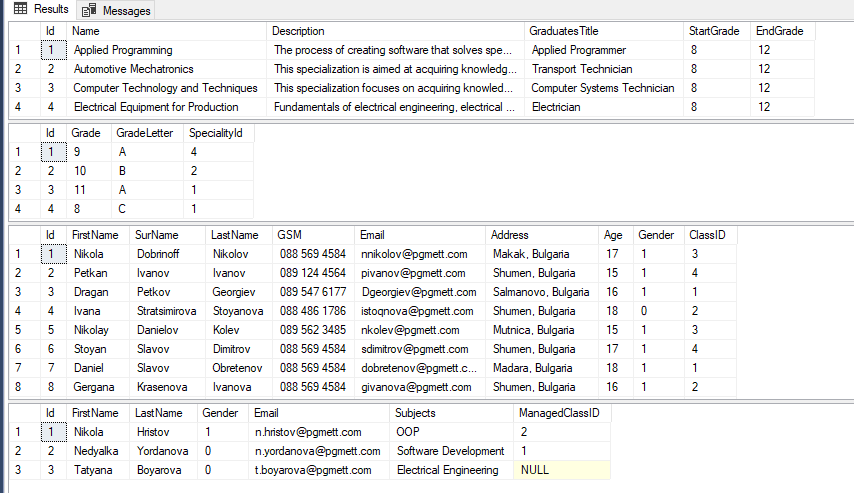 Results Messages
Id Name Description GraduatesTitle StartGrade EndGrade
1 1 Applied Programming The process of creating software that solves spe... Applied Programmer 8 12
2 2 Automotive Mechatronics This specialization is aimed at acquiring knowledg... Transport Technician 8 12
3 3 Computer Technology and Techniques This specialization focuses on acquiring knowled... Computer Systems Technician 8 12
4 4 Electrical Equipment for Production Fundamentals of electrical engineering, electrical ... Electrician 8 12
Id Grade GradeLetter SpecialityId
1 1 9 A 4
2 2 10 B 2
3 3 11 A 1
4 4 8 C 1
Id FirstName SurName LastName GSM Email Address Age Gender ClassID
1 1 Nikola Dobrinoff Nikolov 088 569 4584 nnikolov@pgmett.com Makak, Bulgaria 17 1 3
2 2 Petkan Ivanov Ivanov 089 124 4564 pivanov@pgmett.com Shumen, Bulgaria 15 1 4
3 3 Dragan Petkov Georgiev 089 547 6177 Dgeorgiev@pgmett.com Salmanovo, Bulgaria 16 1 1
4 4 Ivana Stratsimirova Stoyanova 088 486 1786 istoqnova@pgmett.com Shumen, Bulgaria 18 0 2
5 5 Nikolay Danielov Kolev 089 562 3485 nkolev@pgmett.com Mutnica, Bulgaria 15 1 3
6 6 Stoyan Slavov Dimitrov 088 569 4584 sdimitrov@pgmett.com Shumen, Bulgaria 17 1 4
7 7 Daniel Slavov Obretenov 088 569 4584 dobretenov@pgmett.c... Madara, Bulgaria 18 1 1
8 8 Gergana Krasenova Ivanova 088 569 4584 givanova@pgmett.com Shumen, Bulgaria 16 1 2
Id FirstName LastName Gender Email Subjects ManagedClassID
1 1 Nikola Hristov 1 n.hristov@pgmett.com OOP 2
2 2 Nedyalka Yordanova 0 n.yordanova@pgmett.com Software Development 1
3 3 Tatyana Boyarova 0 t.boyarova@pgmett.com Electrical Engineering NULL